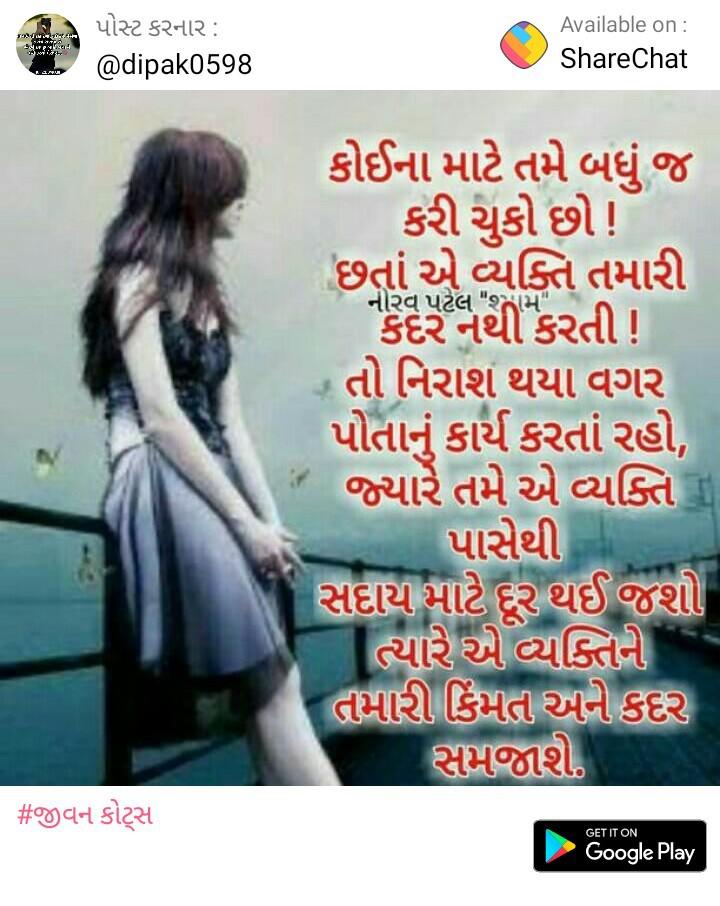 પોસ્ટ કરનાર :
@dipak0598
Available on :
ShareChat
કોઈના માટે તમે બધું જ
કરી ચુકો છો !
છતાં એ વ્યક્તિ તમારી
નીરવ પટેલ "શ્યામ"
કદર નથી કરતી !
તો નિરાશ થયા વગર
પોતાનું કાર્ય કરતાં રહો,
જ્યારે તમે એ વ્યક્તિ
પાસેથી
સદાય માટે દૂર થઈ જશો
ત્યારે એ વ્યક્તિને
તમારી કિંમત અને કદર
સમજાશે.
#જીવન કોટ્સ
GET IT ON
Google Play